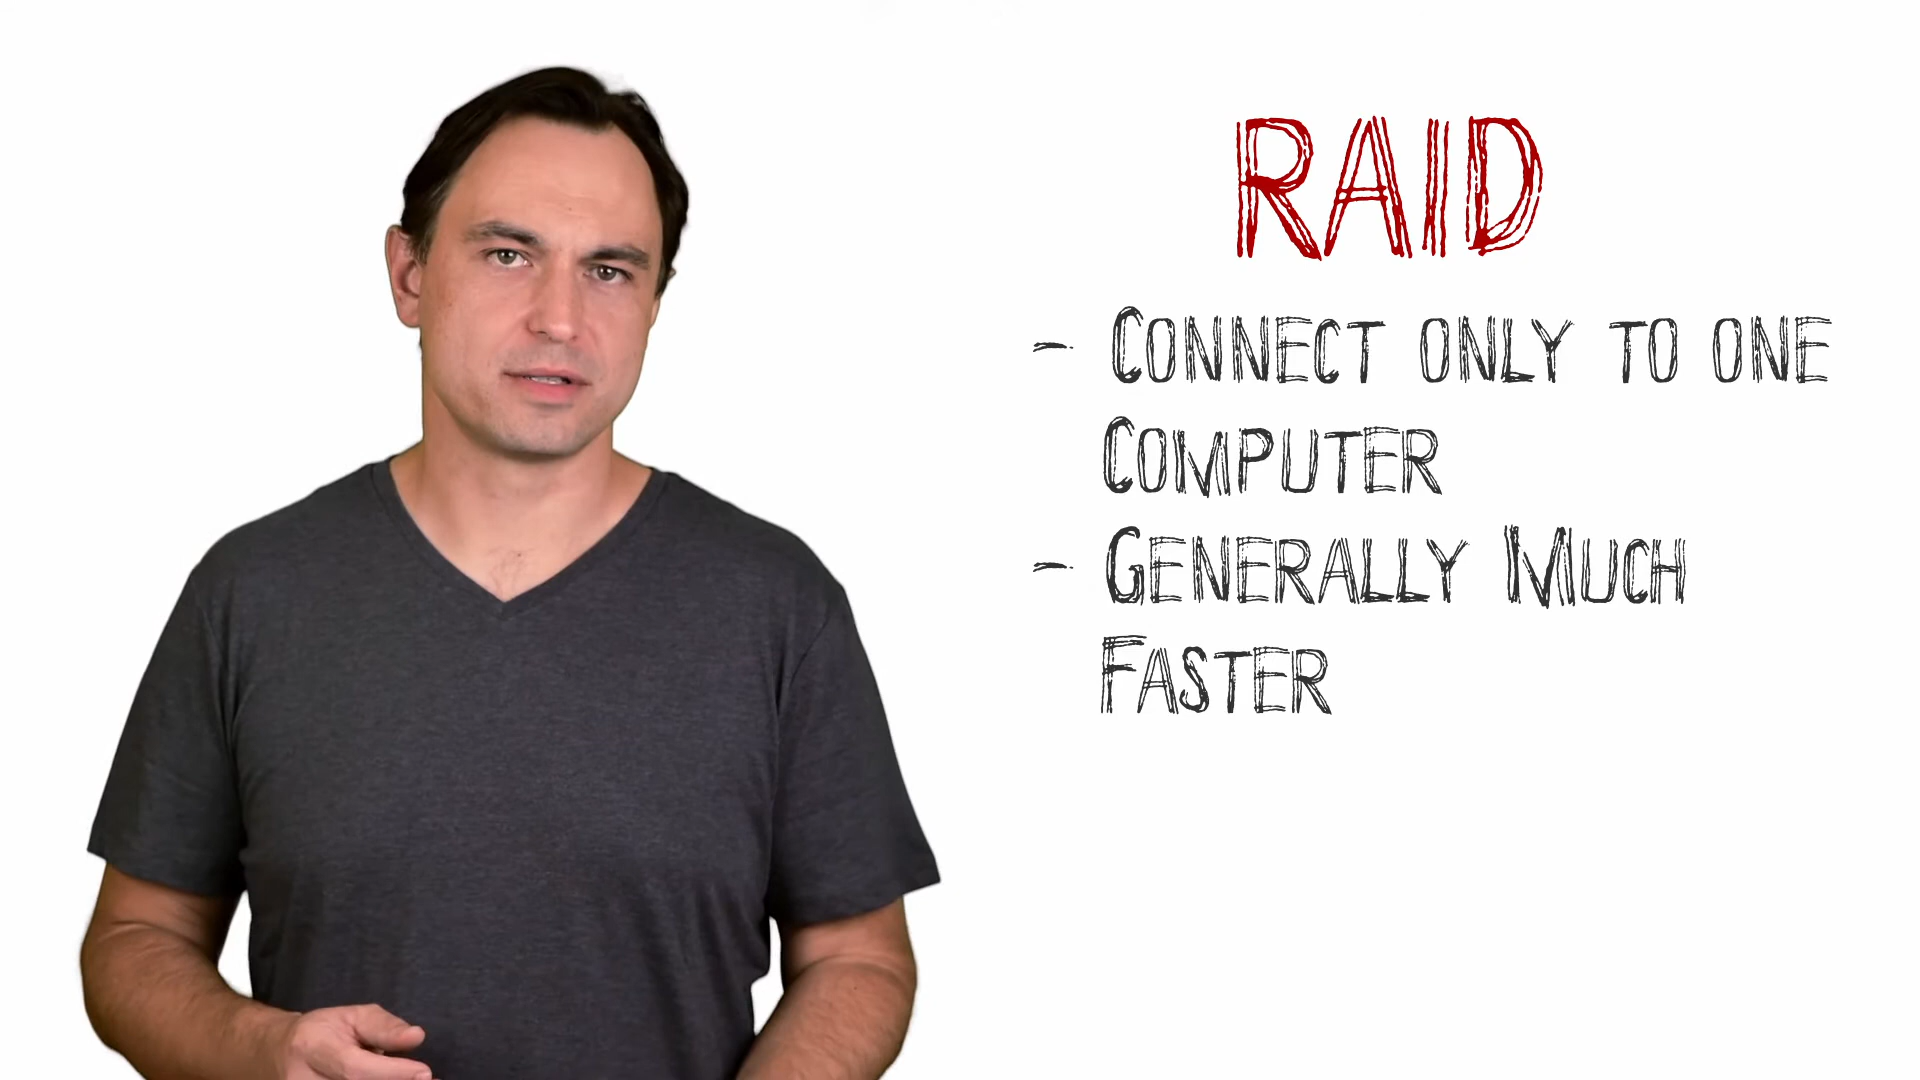 RAID
- Connect only to one
Computer
- Generally Much
Faster